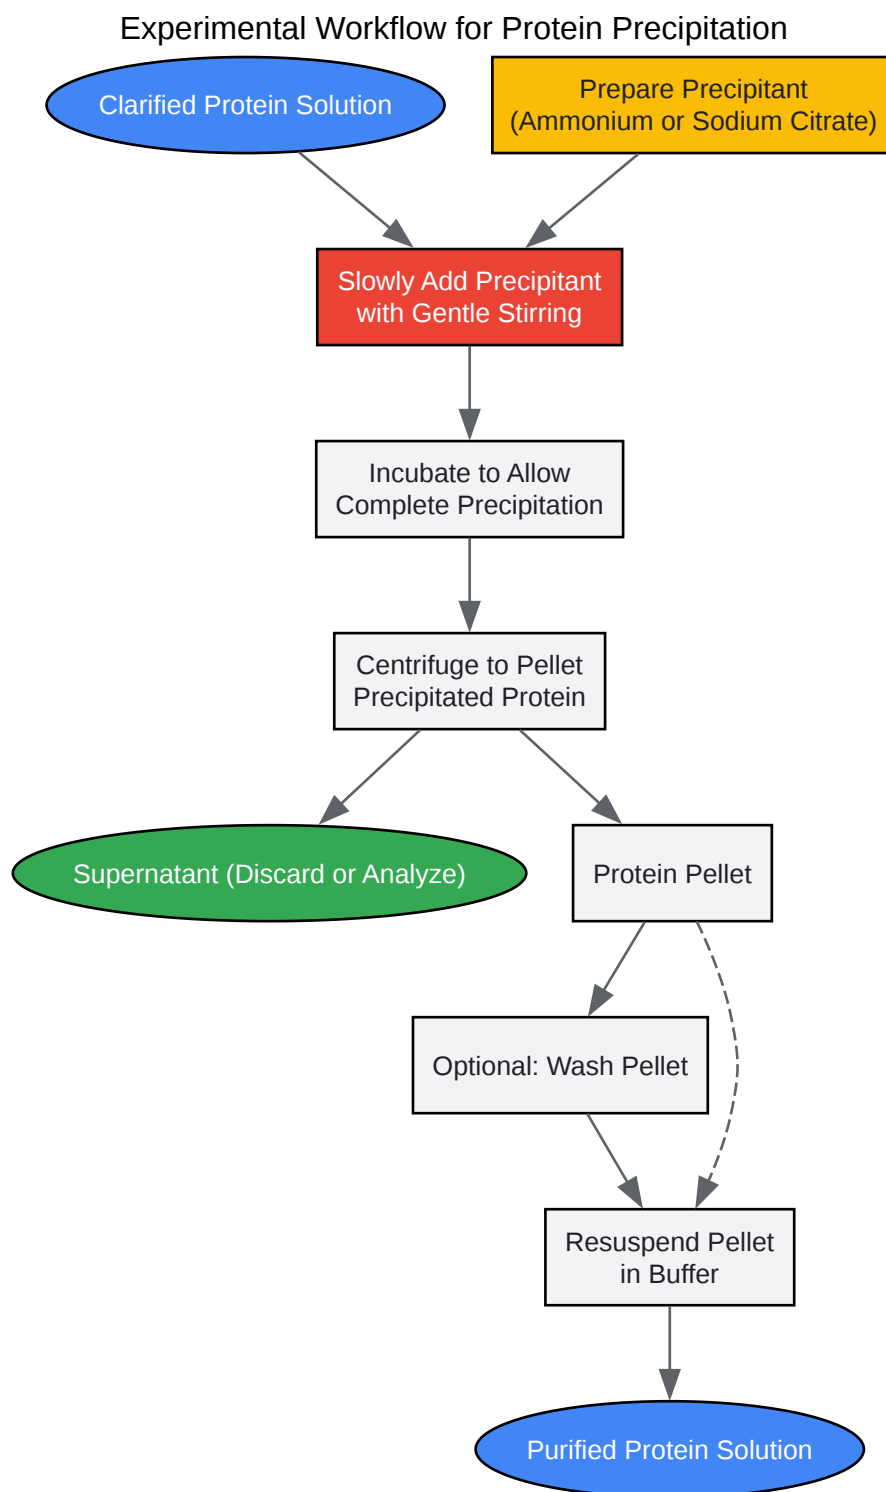 Experimental Workflow for Protein Precipitation
Clarified Protein Solution
Prepare Precipitant
(Ammonium or Sodium Citrate)
Slowly Add Precipitant
with Gentle Stirring
Incubate to Allow
Complete Precipitation
Centrifuge to Pellet
Precipitated Protein
Supernatant (Discard or Analyze)
Protein Pellet
Optional: Wash Pellet
Resuspend Pellet
in Buffer
Purified Protein Solution